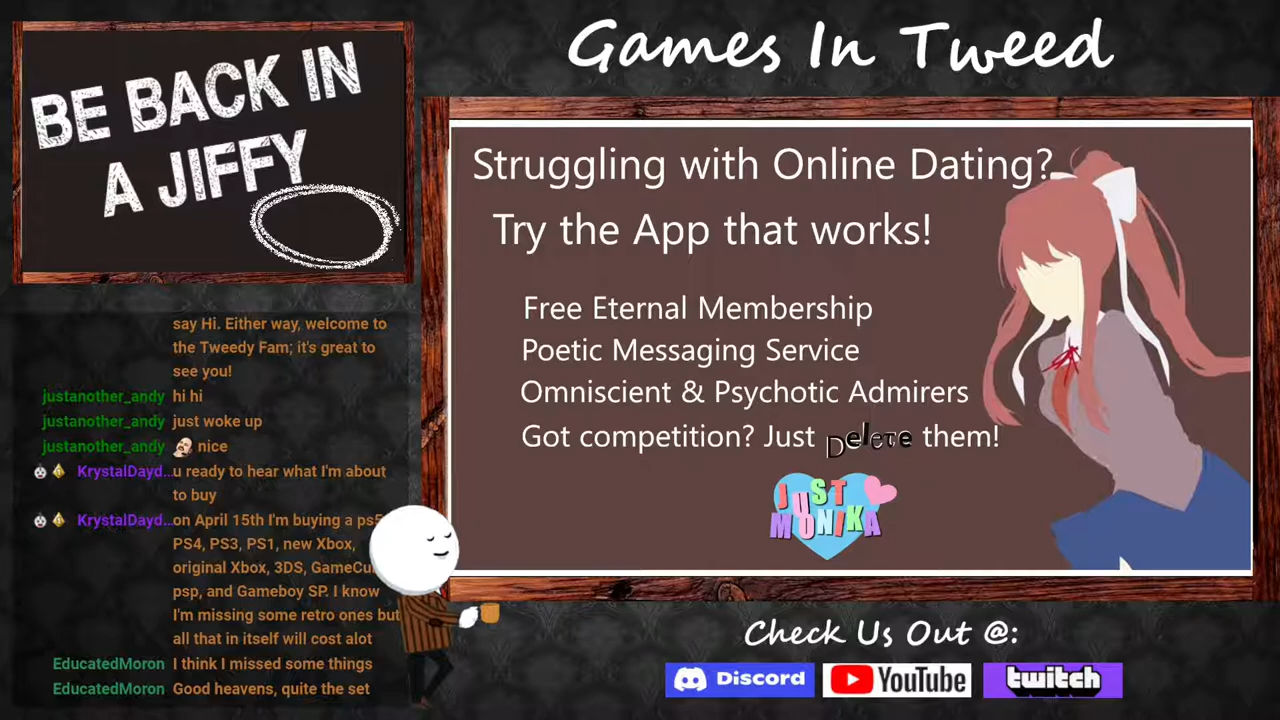 BE BACK IN
A JIFFY
Games In Tweed
Struggling with Online Dating?
Try the App that works!
Free Eternal Membership
Poetic Messaging Service
Omniscient & Psychotic Admirers
Got competition? Just Delete them!
JUST
MONIKA
say Hi. Either way, welcome to
the Tweedy Fam; it's great to
see you!
justanother_andy hi hi
justanother_andy just woke up
justanother_andy nice
KrystalDayd... u ready to hear what I'm about
to buy
KrystalDayd... on April 15th I'm buying a ps5
PS4, PS3, PS1, new Xbox,
original Xbox, 3DS, GameCu
psp, and Gameboy SP. I know
I'm missing some retro ones but
all that in itself will cost alot
EducatedMoron I think I missed some things
EducatedMoron Good heavens, quite the set
Check Us Out @:
Discord
YouTube
twitch